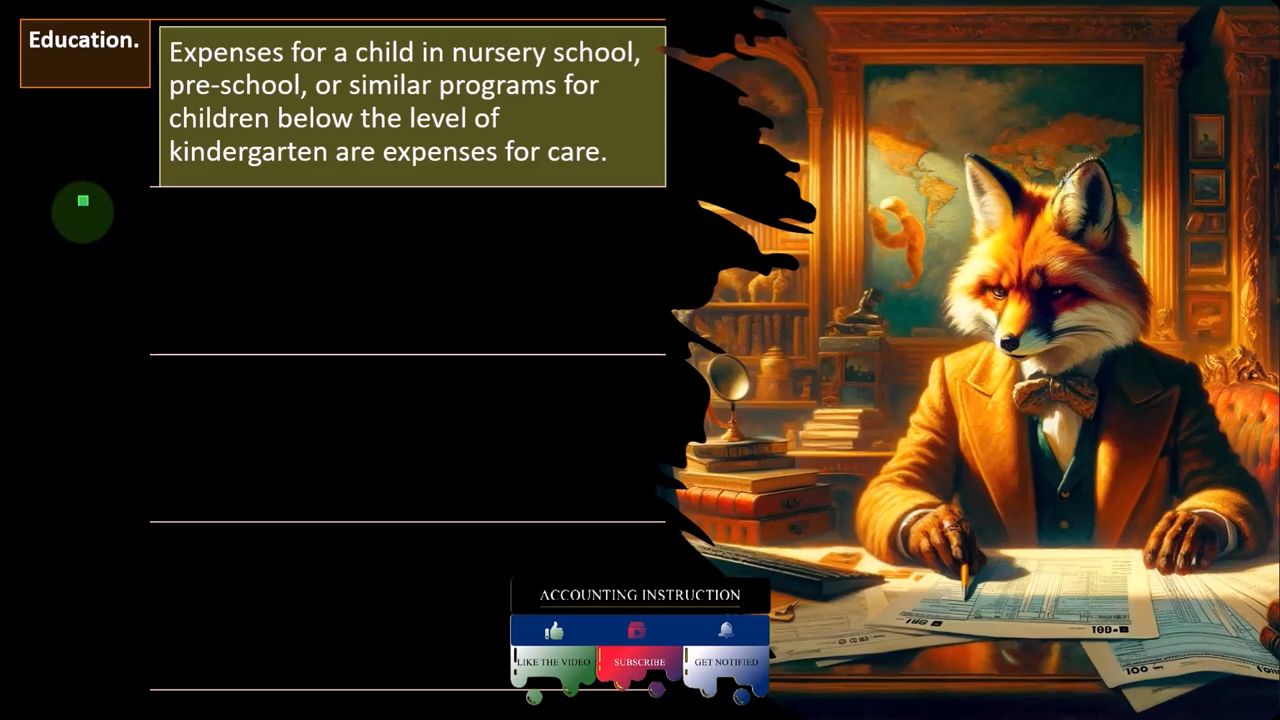 Education.
Expenses for a child in nursery school,
pre-school, or similar programs for
children below the level of
kindergarten are expenses for care.
ACCOUNTING INSTRUCTION
LIKE THE VIDEO
SUBSCRIBE
GET NOTIFIED